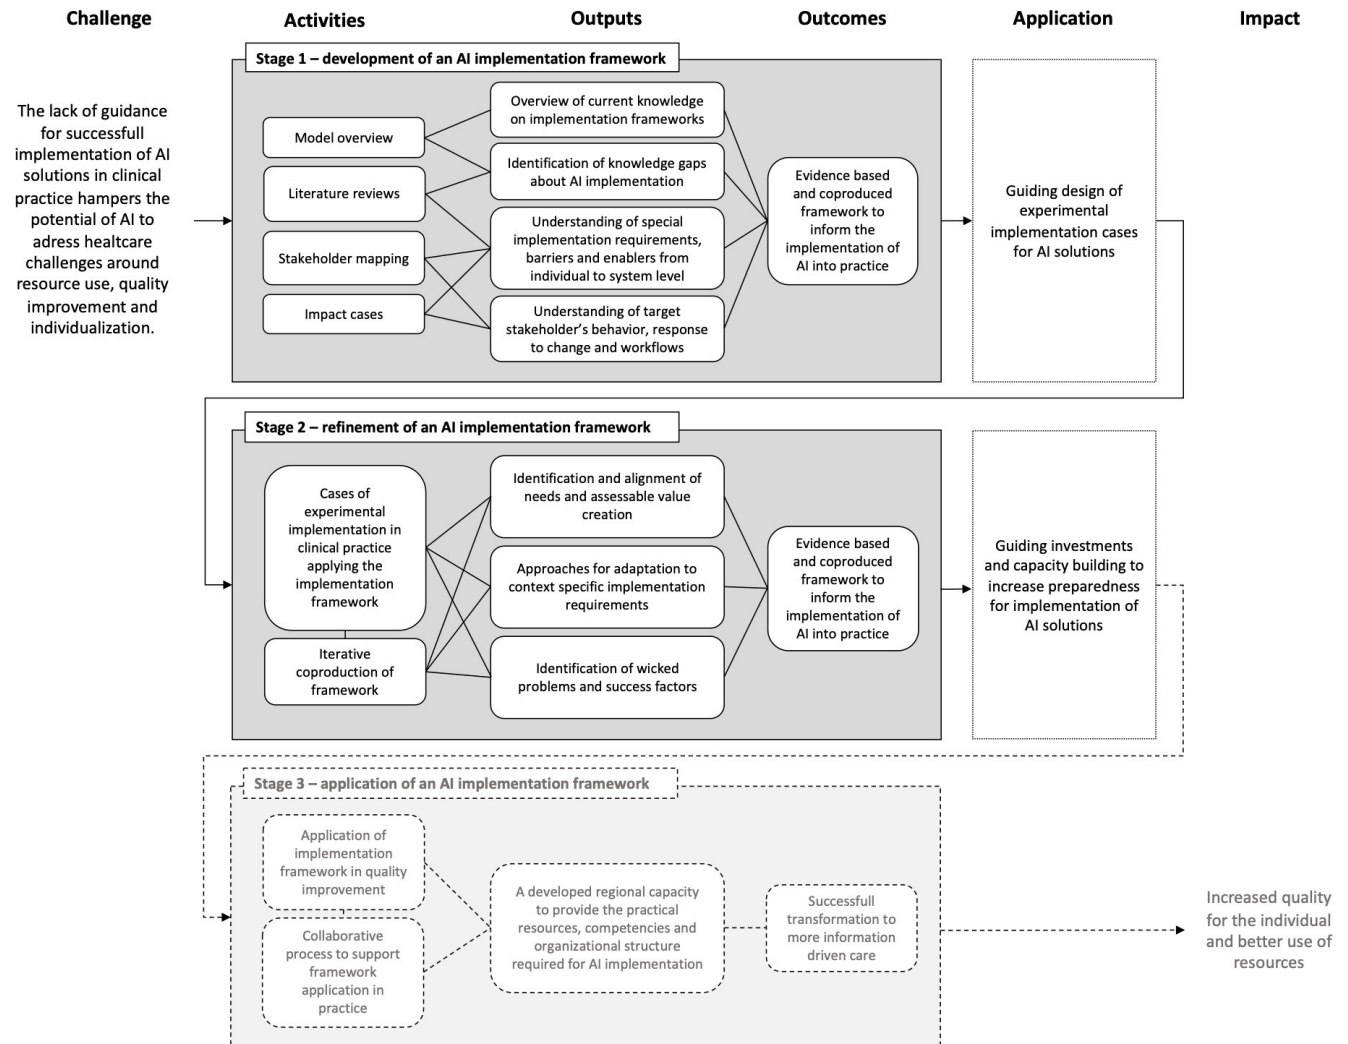 Challenge
Activities
Outputs
Outcomes
Application
Impact
The lack of guidance
for successfull
implementation of AI
solutions in clinical
practice hampers the
potential of AI to
adress healtcare
challenges around
resource use, quality
improvement and
individualization.
Stage 1 – development of an AI implementation framework
Model overview
Literature reviews
Stakeholder mapping
Impact cases
Overview of current knowledge
on implementation frameworks
Identification of knowledge gaps
about AI implementation
Understanding of special
implementation requirements,
barriers and enablers from
individual to system level
Understanding of target
stakeholder’s behavior, response
to change and workflows
Evidence based
and coproduced
framework to
inform the
implementation of
AI into practice
Guiding design of
experimental
implementation cases
for AI solutions
Stage 2 – refinement of an AI implementation framework
Cases of
experimental
implementation in
clinical practice
applying the
implementation
framework
Iterative
coproduction of
framework
Identification and alignment of
needs and assessable value
creation
Approaches for adaptation to
context specific implementation
requirements
Identification of wicked
problems and success factors
Evidence based
and coproduced
framework to
inform the
implementation of
AI into practice
Guiding investments
and capacity building to
increase preparedness
for implementation of
AI solutions
Stage 3 – application of an AI implementation framework
Application of
implementation
framework in quality
improvement
Collaborative
process to support
framework
application in
practice
A developed regional capacity
to provide the practical
resources, competencies and
organizational structure
required for AI implementation
Successfull
transformation to
more information
driven care
Increased quality
for the individual
and better use of
resources